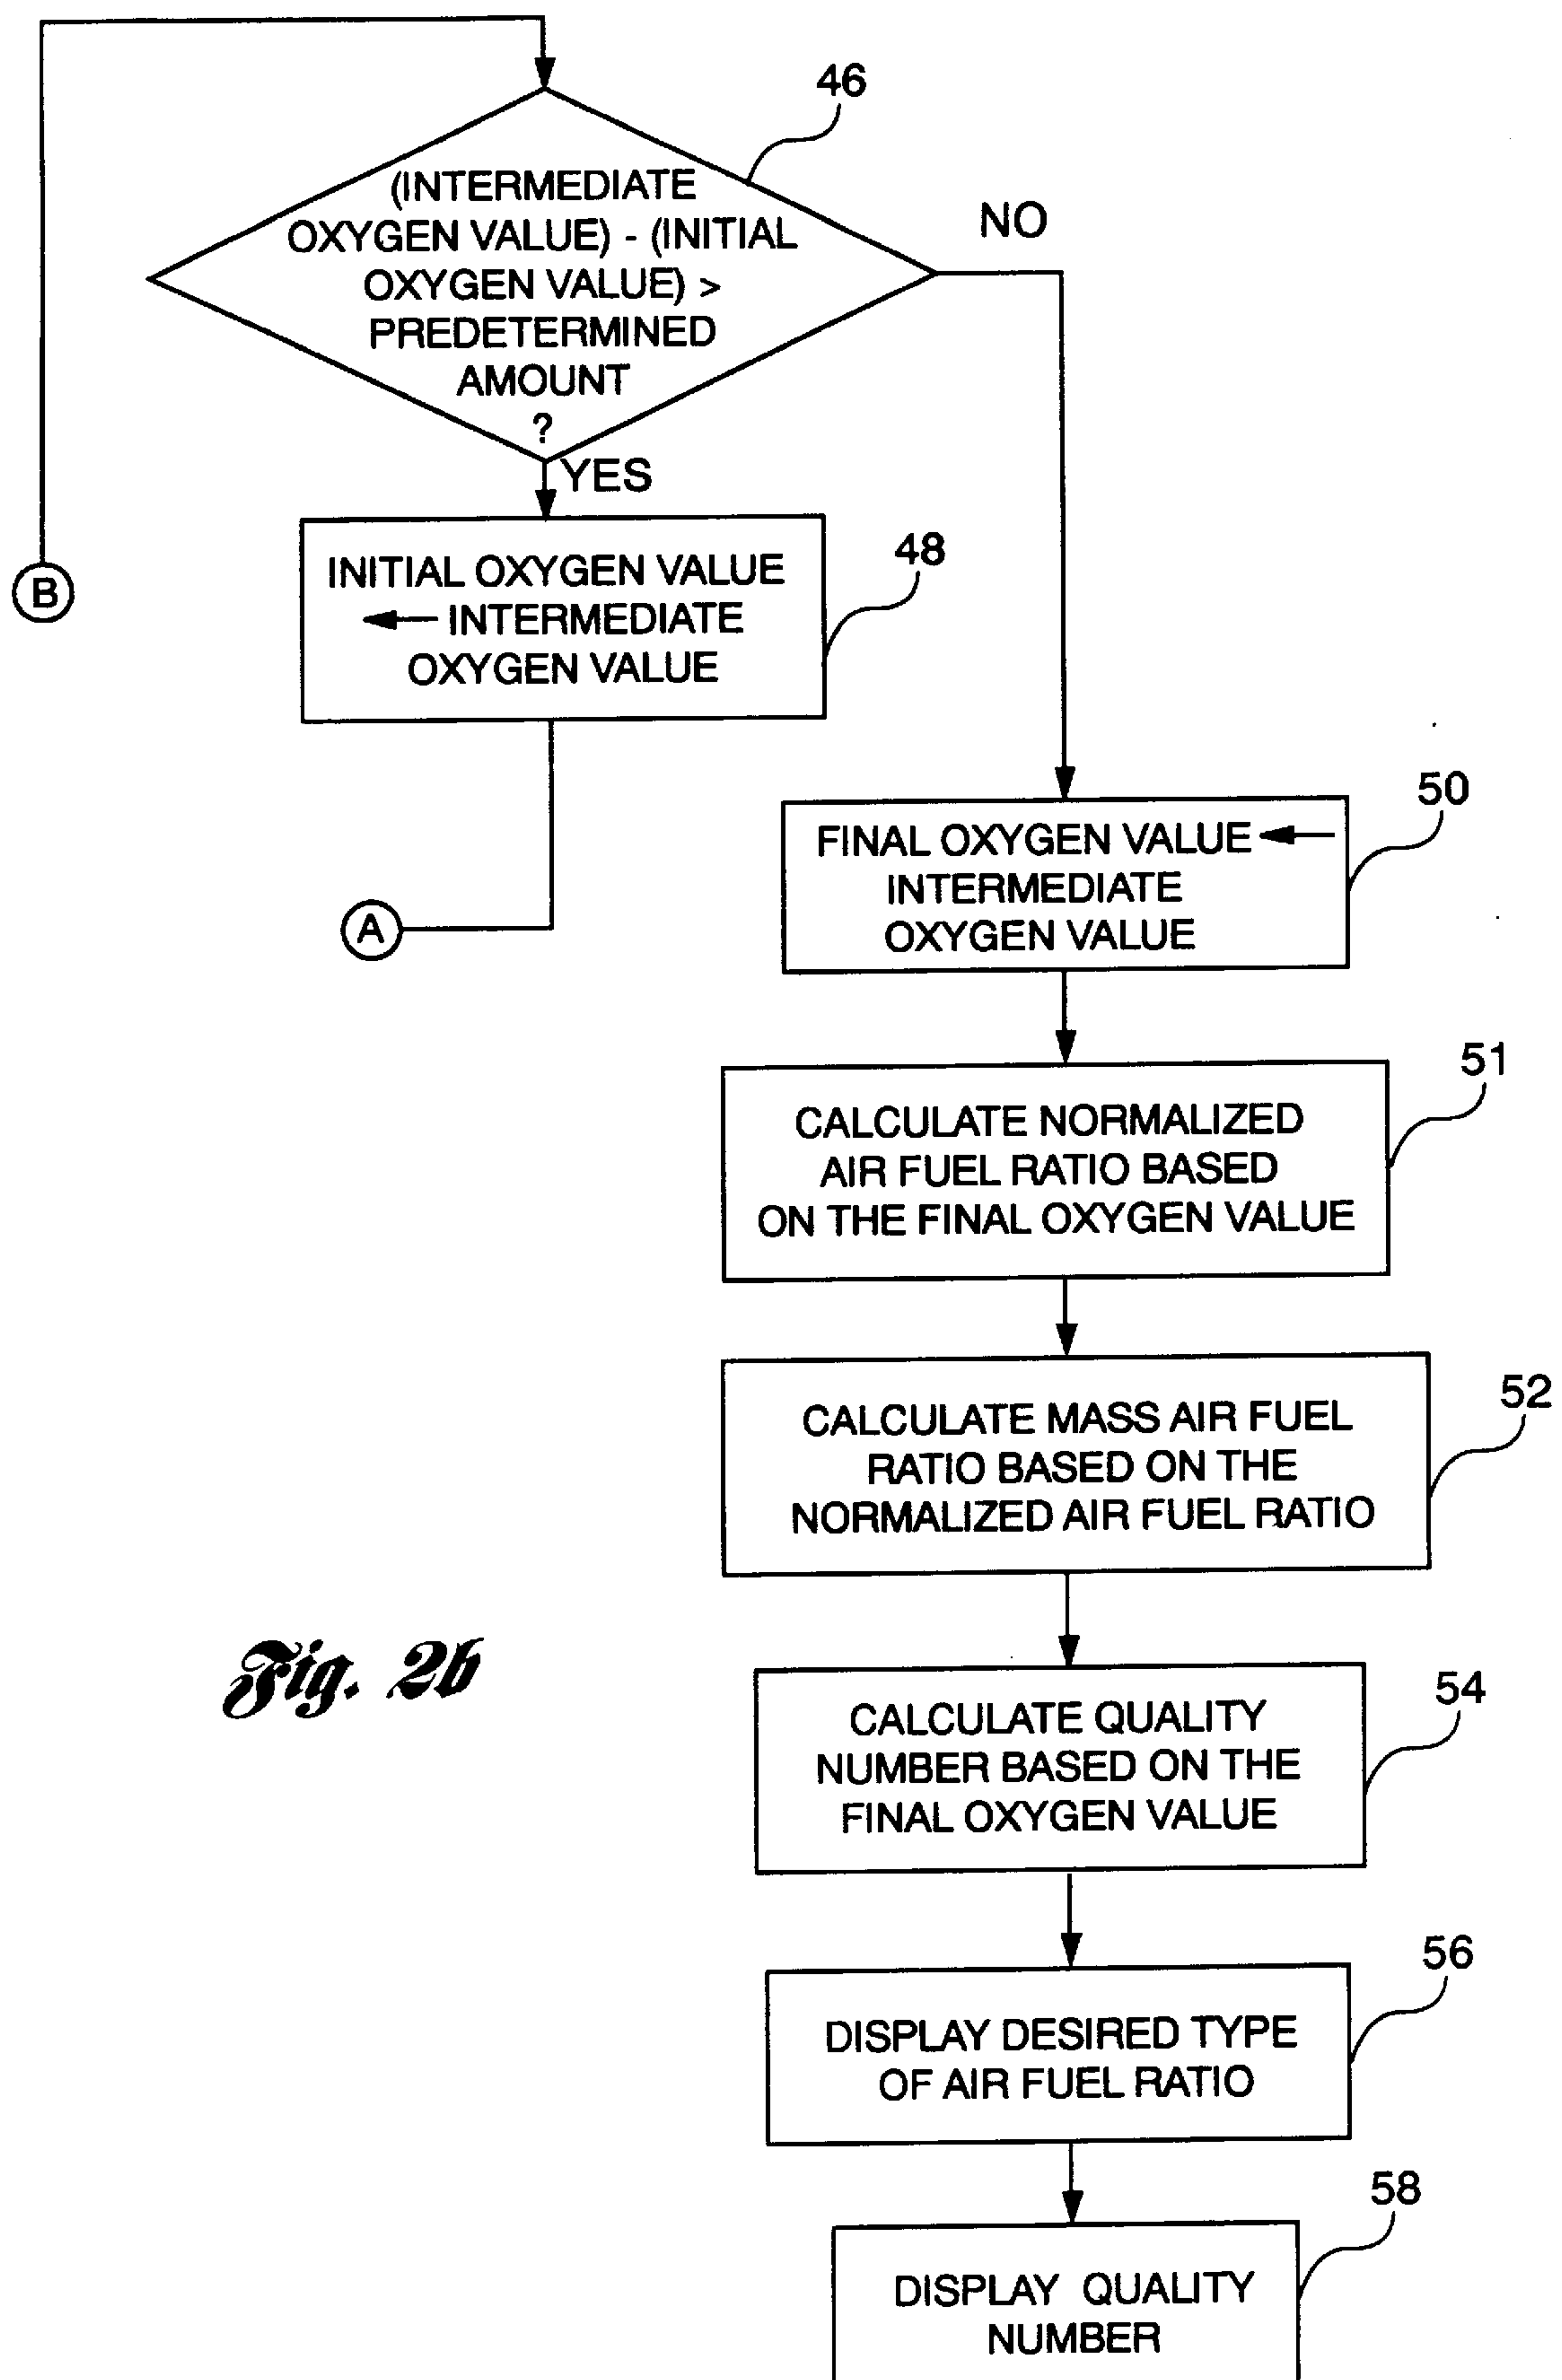 46
(INTERMEDIATE
OXYGEN VALUE) - (INITIAL
OXYGEN VALUE) >
PREDETERMINED
AMOUNT
?
NO
YES
B
INITIAL OXYGEN VALUE
← INTERMEDIATE
OXYGEN VALUE
48
A
FINAL OXYGEN VALUE ←
INTERMEDIATE
OXYGEN VALUE
50
CALCULATE NORMALIZED
AIR FUEL RATIO BASED
ON THE FINAL OXYGEN VALUE
51
CALCULATE MASS AIR FUEL
RATIO BASED ON THE
NORMALIZED AIR FUEL RATIO
52
Fig. 2b
CALCULATE QUALITY
NUMBER BASED ON THE
FINAL OXYGEN VALUE
54
DISPLAY DESIRED TYPE
OF AIR FUEL RATIO
56
DISPLAY QUALITY
NUMBER
58